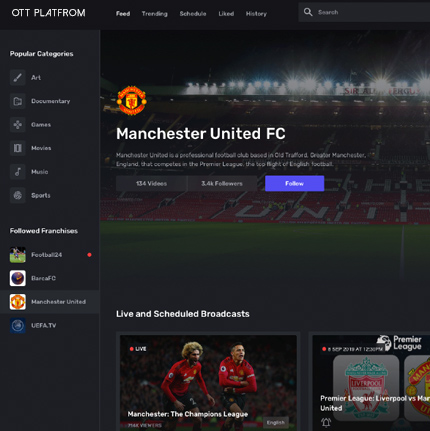 OTT PLATFROM
Feed
Trending
Schedule
Liked
History
Search
Popular Categories
Art
Documentary
Games
Movies
Music
Sports
Followed Franchises
Football24
BarcaFC
Manchester United
UEFA.TV
Manchester United FC
Manchester United is a professional football club based in Old Trafford, Greater Manchester,
England, that competes in the Premier League, the top flight of English football.
134 Videos
3.4k Followers
Follow
UNIT
Live and Scheduled Broadcasts
LIVE
Manchester: The Champions League
VIEWERS
English
Premier
League
8 SEP 2019 AT 12:30PM
LIVERPOOL
Premier League: Liverpool vs Man
United